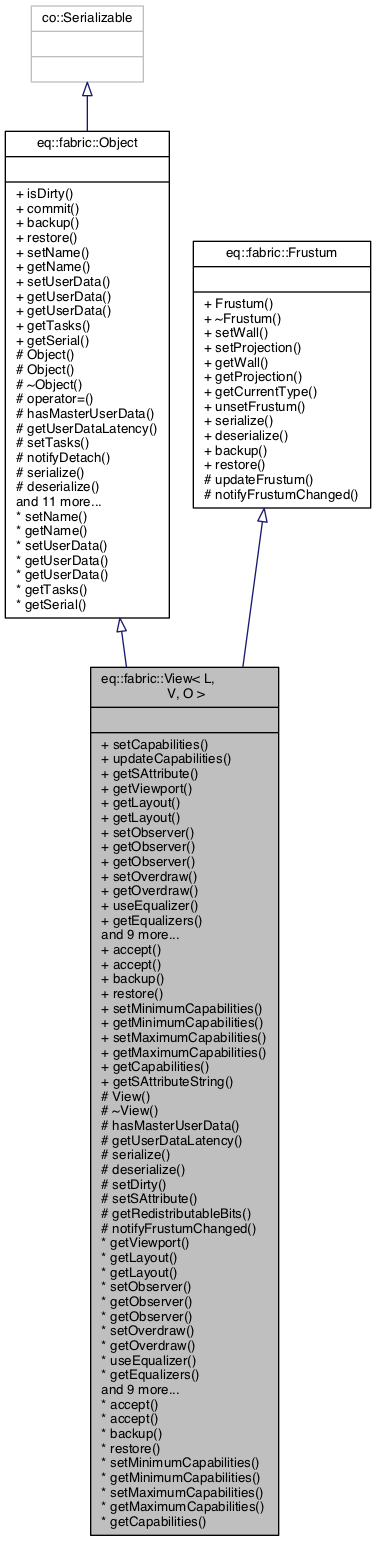 co::Serializable
eq::fabric::Object
+ isDirty()
+ commit()
+ backup()
+ restore()
+ setName()
+ getName()
+ setUserData()
+ getUserData()
+ getUserData()
+ getTasks()
+ getSerial()
# Object()
# Object()
# ~Object()
# operator=()
# hasMasterUserData()
# getUserDataLatency()
# setTasks()
# notifyDetach()
# serialize()
# deserialize()
and 11 more...
* setName()
* getName()
* setUserData()
* getUserData()
* getUserData()
* getTasks()
* getSerial()
eq::fabric::Frustum
+ Frustum()
+ ~Frustum()
+ setWall()
+ setProjection()
+ getWall()
+ getProjection()
+ getCurrentType()
+ unsetFrustum()
+ serialize()
+ deserialize()
+ backup()
+ restore()
# updateFrustum()
# notifyFrustumChanged()
eq::fabric::View< L,
V, O >
+ setCapabilities()
+ updateCapabilities()
+ getSAttribute()
+ getViewport()
+ getLayout()
+ getLayout()
+ setObserver()
+ getObserver()
+ getObserver()
+ setOverdraw()
+ getOverdraw()
+ useEqualizer()
+ getEqualizers()
and 9 more...
+ accept()
+ accept()
+ backup()
+ restore()
+ setMinimumCapabilities()
+ getMinimumCapabilities()
+ setMaximumCapabilities()
+ getMaximumCapabilities()
+ getCapabilities()
+ getSAttributeString()
# View()
# ~View()
# hasMasterUserData()
# getUserDataLatency()
# serialize()
# deserialize()
# setDirty()
# setSAttribute()
# getRedistributableBits()
# notifyFrustumChanged()
* getViewport()
* getLayout()
* getLayout()
* setObserver()
* getObserver()
* getObserver()
* setOverdraw()
* getOverdraw()
* useEqualizer()
* getEqualizers()
and 9 more...
* accept()
* accept()
* backup()
* restore()
* setMinimumCapabilities()
* getMinimumCapabilities()
* setMaximumCapabilities()
* getMaximumCapabilities()
* getCapabilities()